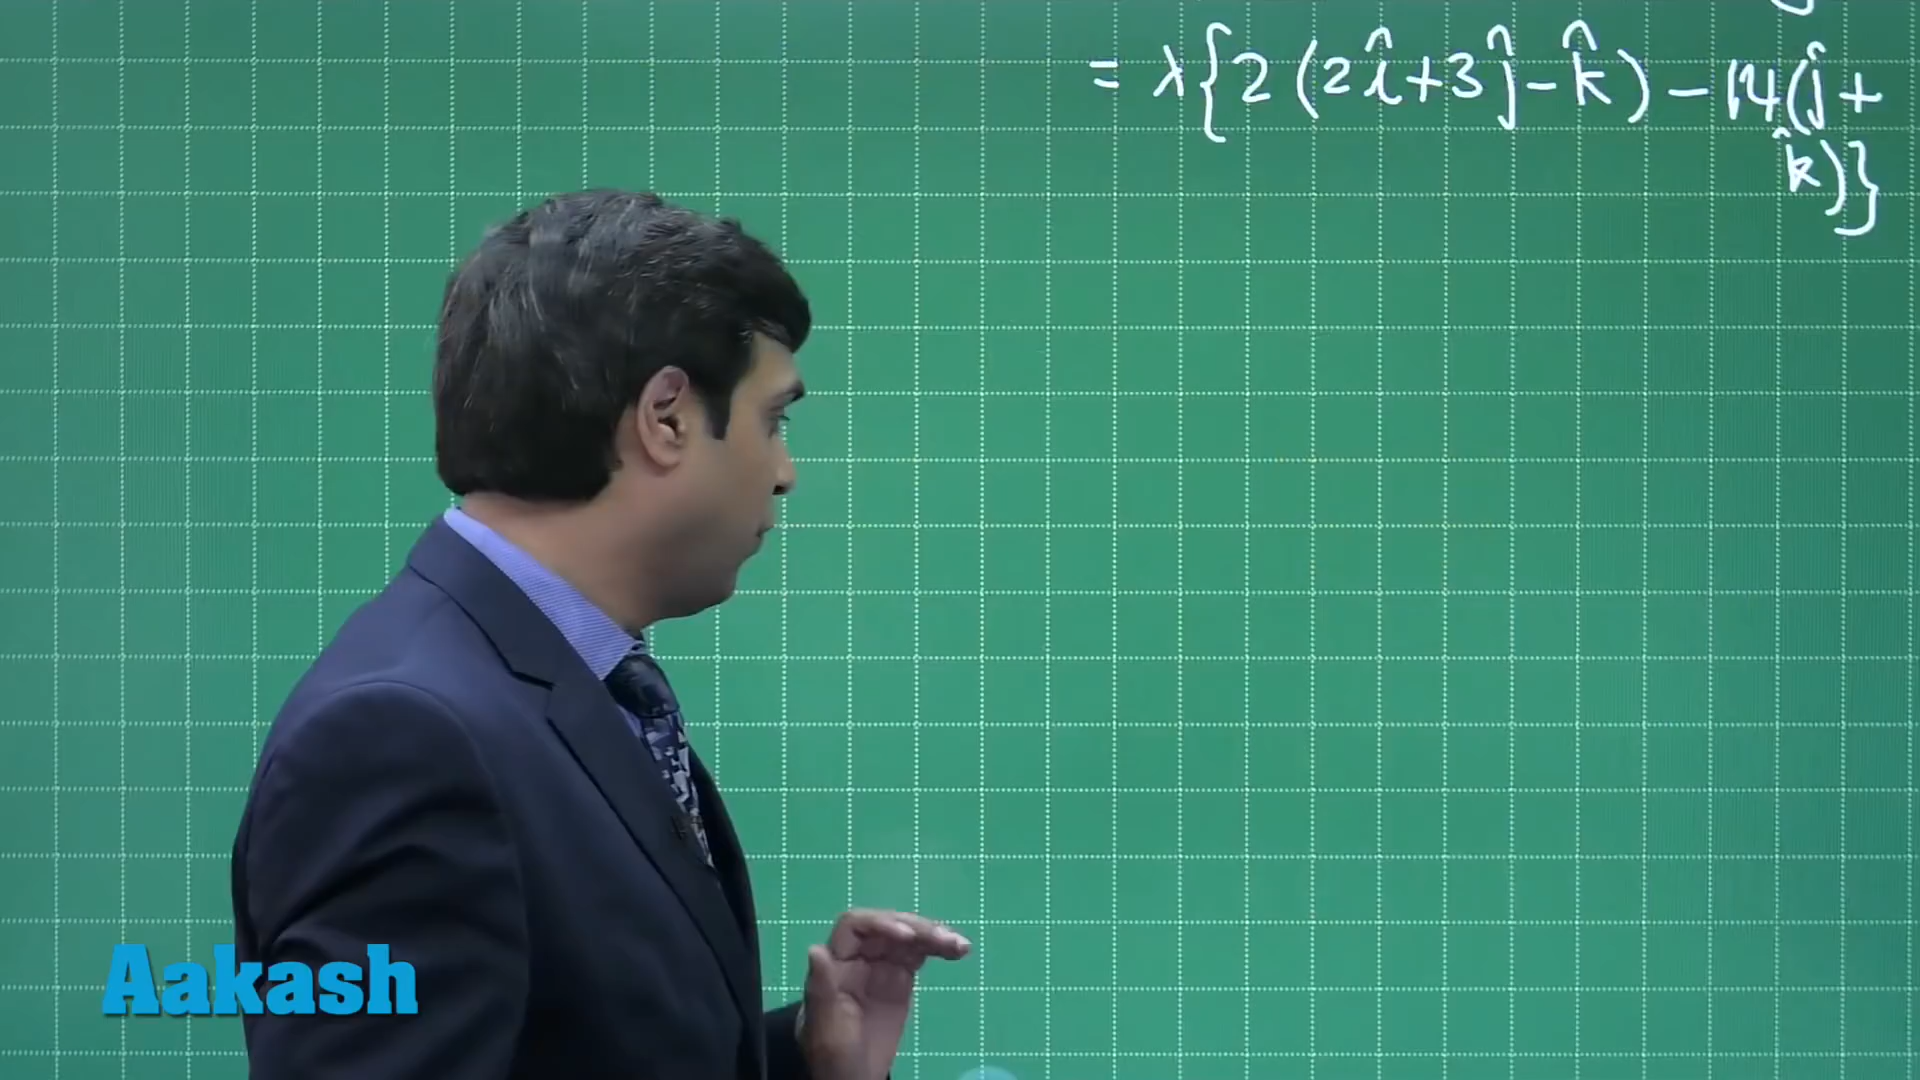 = λ{2(2î+3ĵ-k̂) - 14(ĵ +
k̂)}
Aakash